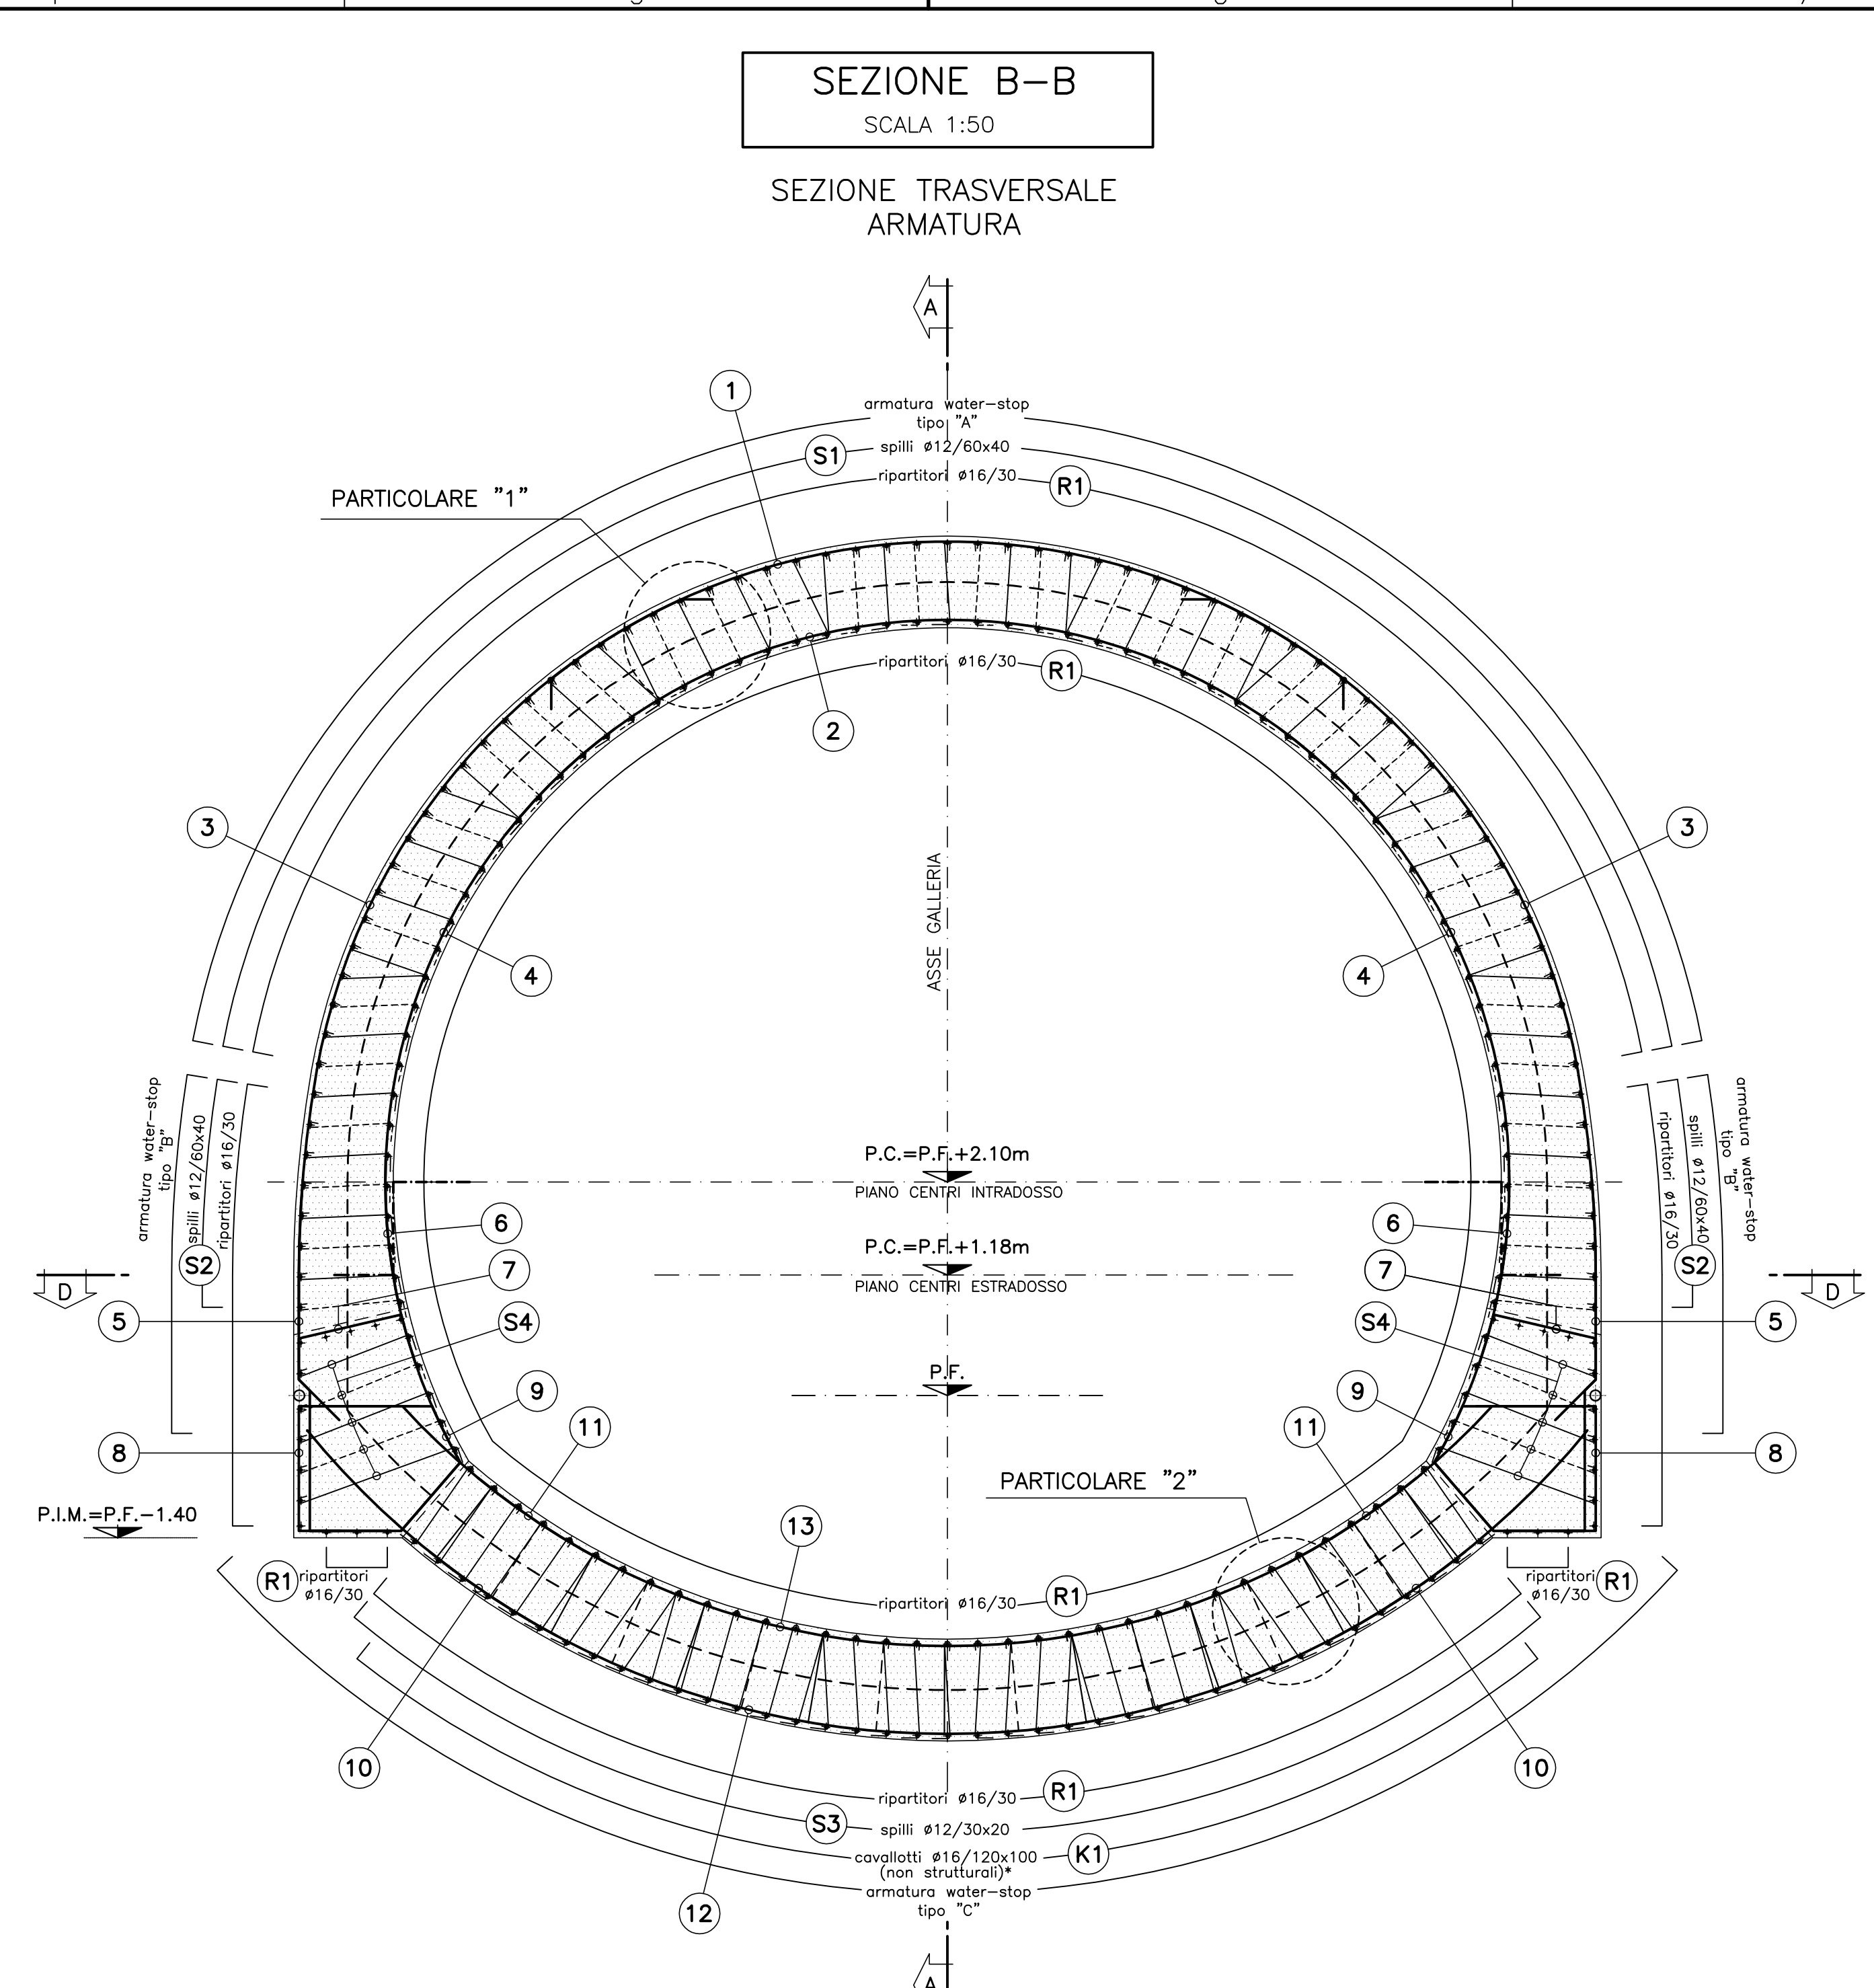 SEZIONE B-B
SCALA 1:50
SEZIONE TRASVERSALE
ARMATURA
A
1
armatura water-stop
tipo "A"
S1
spilli ø12/60x40
ripartitori ø16/30
R1
PARTICOLARE "1"
ripartitori ø16/30
R1
2
3
3
4
4
ASSE GALLERIA
armatura water-stop
tipo "B"
spilli ø12/60x40
ripartitori ø16/30
S2
P.C.=P.F.+2.10m
PIANO CENTRI INTRADOSSO
ripartitori ø16/30
spilli ø12/60x40
armatura water-stop
tipo "B"
S2
6
6
P.C.=P.F.+1.18m
PIANO CENTRI ESTRADOSSO
7
7
D
D
5
S4
S4
5
P.F.
9
9
11
11
8
8
PARTICOLARE "2"
P.I.M.=P.F.-1.40
13
R1
ripartitori
ø16/30
ripartitori ø16/30
R1
ripartitori
ø16/30
R1
10
10
ripartitori ø16/30
R1
S3
spilli ø12/30x20
cavallotti ø16/120x100
(non strutturali)*
K1
armatura water-stop
tipo "C"
12
A